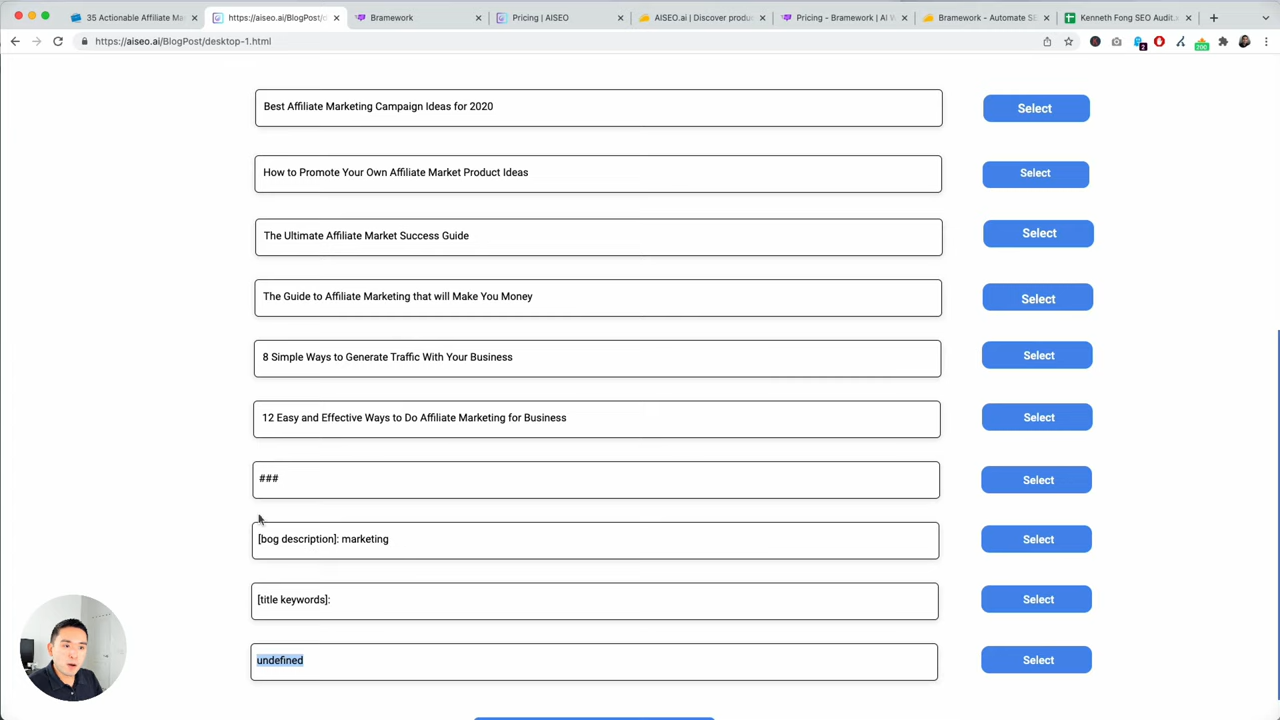 35 Actionable Affiliate Ma
https://aiseo.ai/BlogPost/d
Bramework
Pricing | AISEO
AISEO.ai | Discover produ
Pricing - Bramework | AI W
Bramework - Automate SE
Kenneth Fong SEO Audit.x
https://aiseo.ai/BlogPost/desktop-1.html
2
200
Best Affiliate Marketing Campaign Ideas for 2020
Select
How to Promote Your Own Affiliate Market Product Ideas
Select
The Ultimate Affiliate Market Success Guide
Select
The Guide to Affiliate Marketing that will Make You Money
Select
8 Simple Ways to Generate Traffic With Your Business
Select
12 Easy and Effective Ways to Do Affiliate Marketing for Business
Select
###
Select
[bog description]: marketing
Select
[title keywords]:
Select
undefined
Select